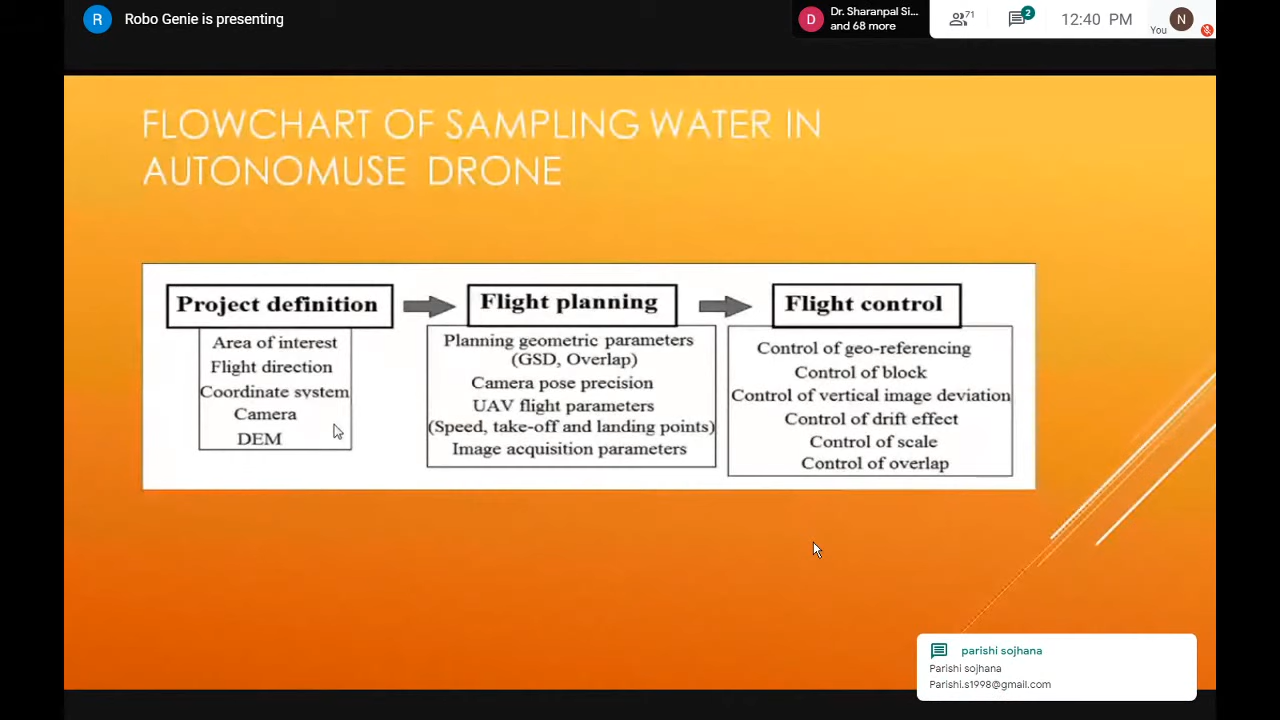 R Robo Genie is presenting
D Dr. Sharanpal Si...
and 68 more
71
2
12:40 PM
You
N
FLOWCHART OF SAMPLING WATER IN
AUTONOMUSE DRONE
Project definition
Area of interest
Flight direction
Coordinate system
Camera
DEM
Flight planning
Planning geometric parameters
(GSD, Overlap)
Camera pose precision
UAV flight parameters
(Speed, take-off and landing points)
Image acquisition parameters
Flight control
Control of geo-referencing
Control of block
Control of vertical image deviation
Control of drift effect
Control of scale
Control of overlap
parishi sojhana
Parishi sojhana
Parishi.s1998@gmail.com